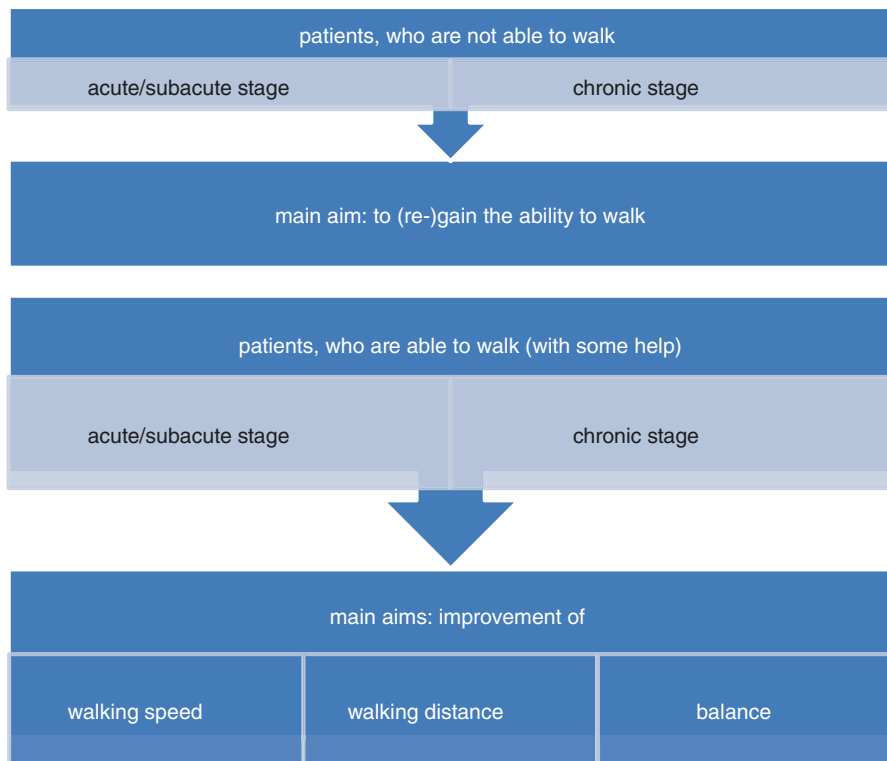 patients, who are not able to walk
acute/subacute stage
chronic stage
main aim: to (re-)gain the ability to walk
patients, who are able to walk (with some help)
acute/subacute stage
chronic stage
main aims: improvement of
walking speed
walking distance
balance